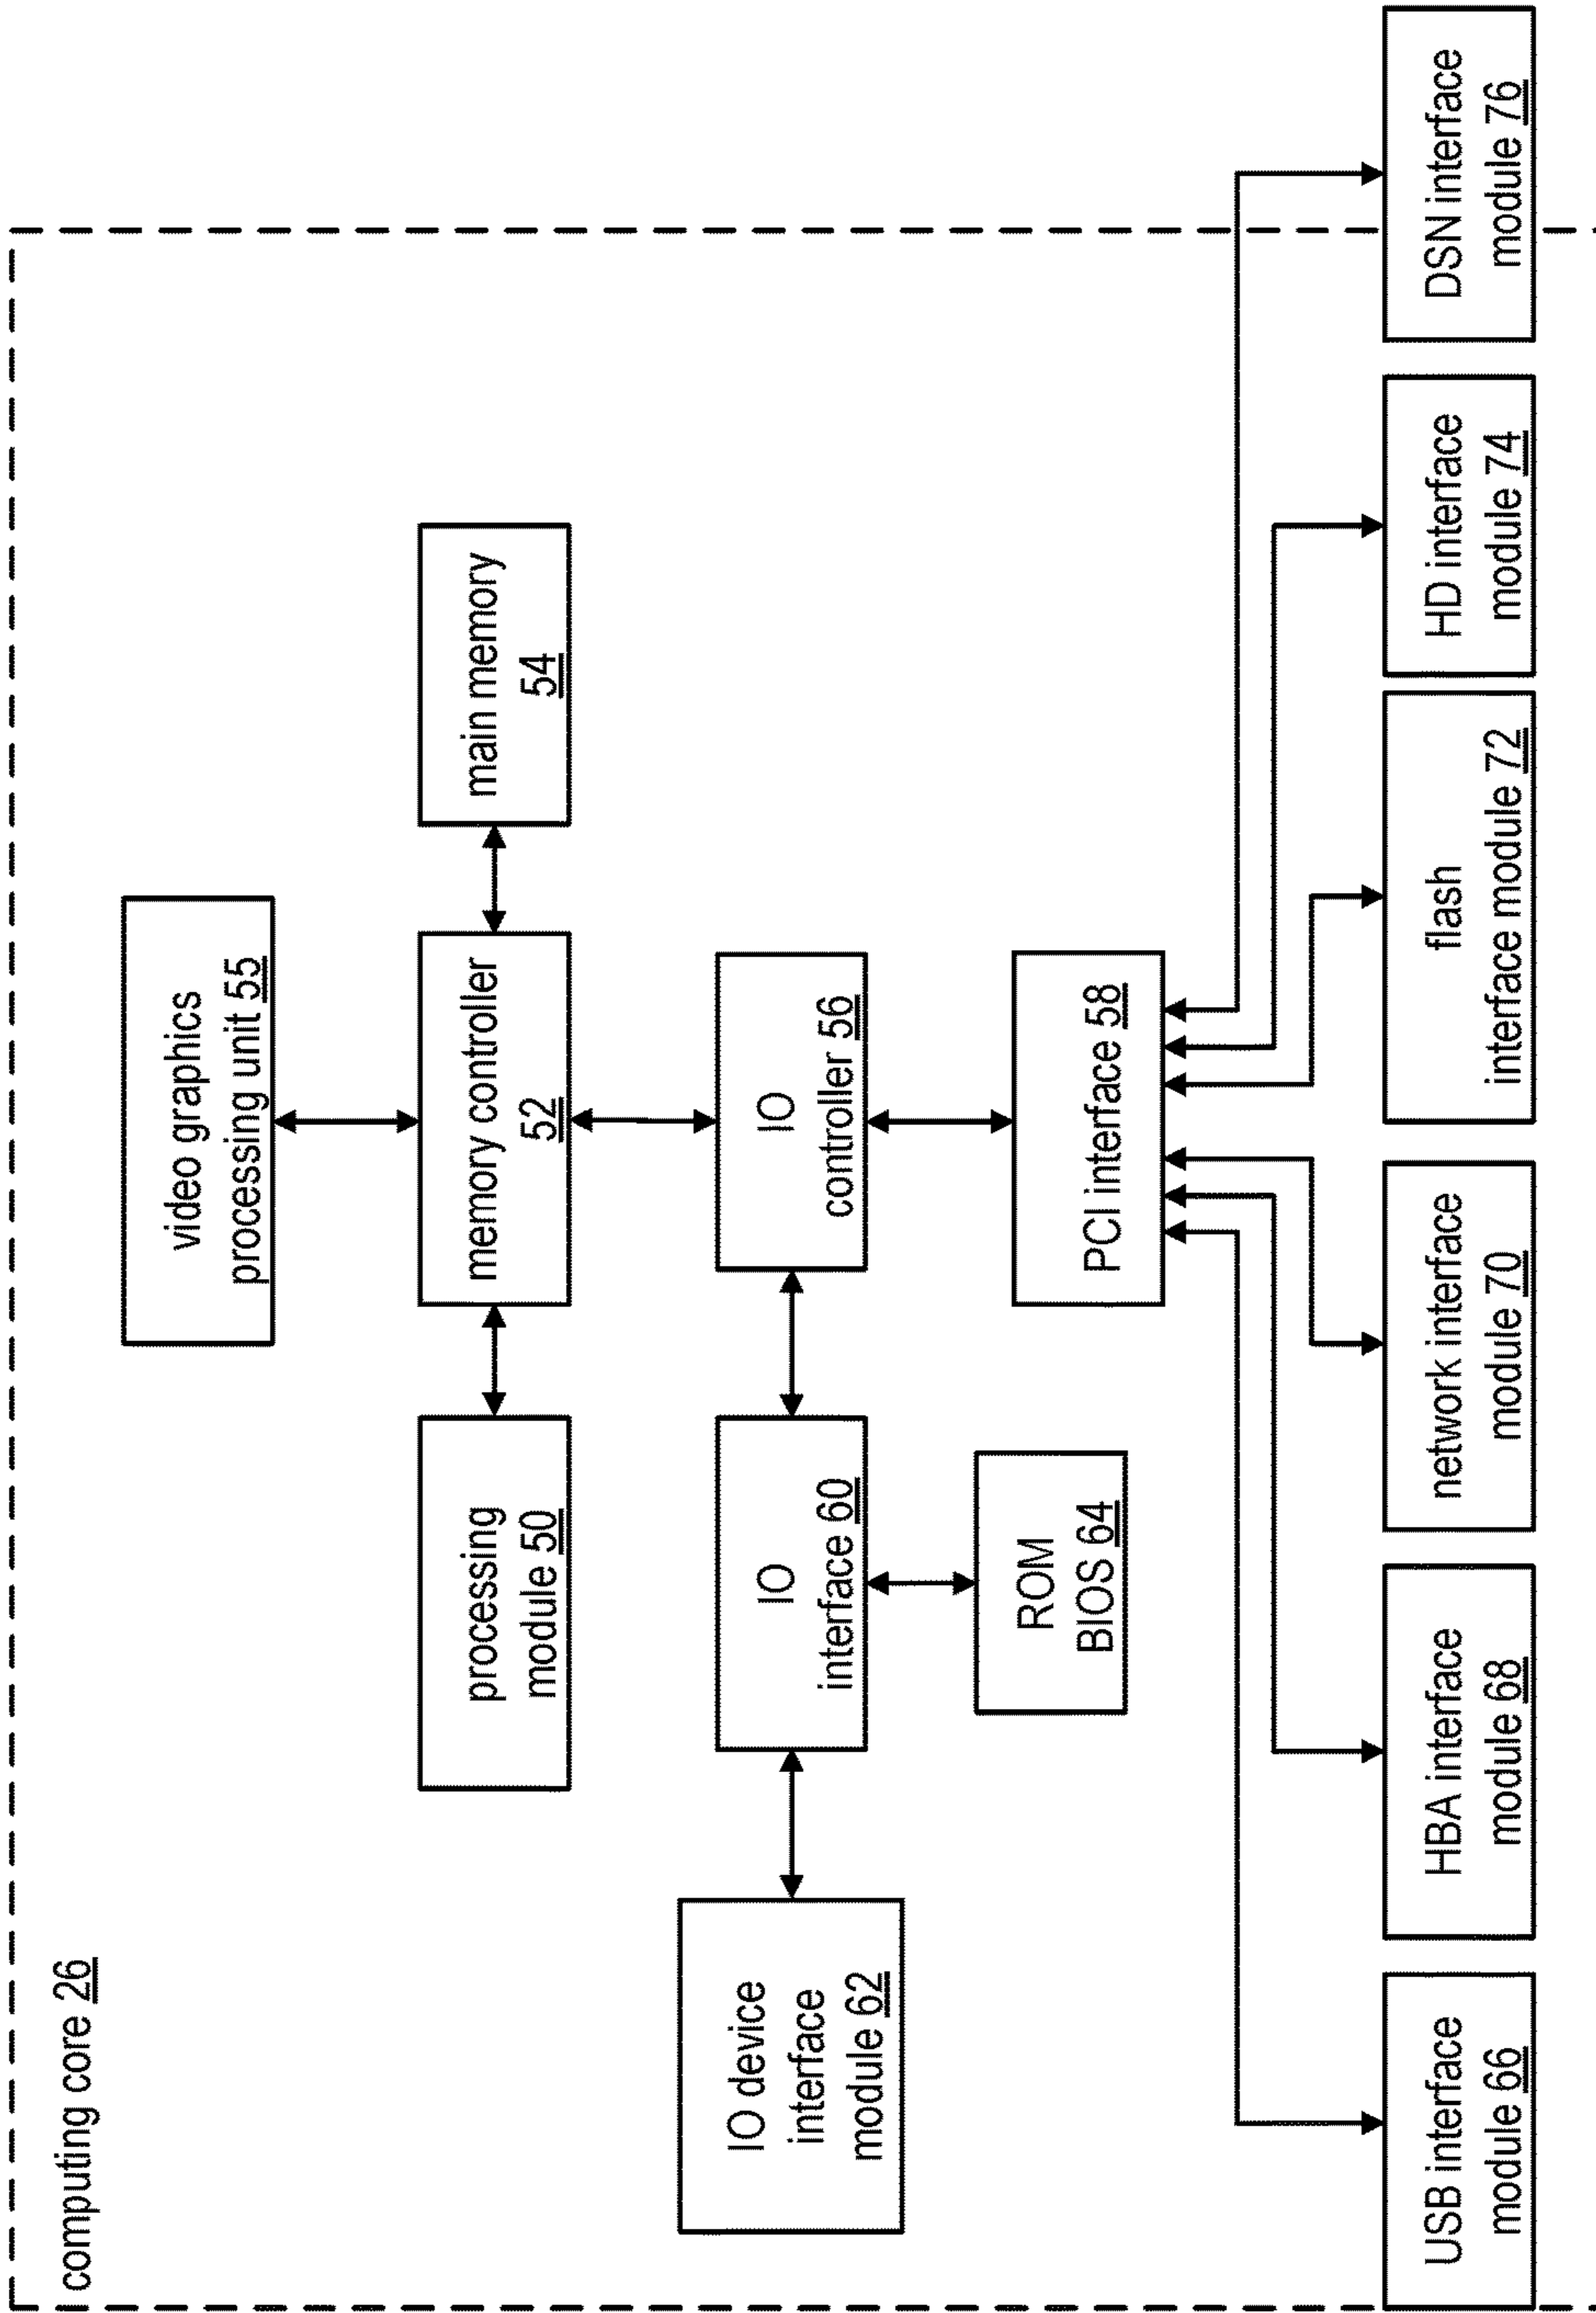 computing core 26
video graphics
processing unit 55
processing
module 50
memory controller
52
main memory
54
IO device
interface
module 62
IO
interface 60
IO
controller 56
ROM
BIOS 64
PCI interface 58
USB interface
module 66
HBA interface
module 68
network interface
module 70
flash
interface module 72
HD interface
module 74
DSN interface
module 76